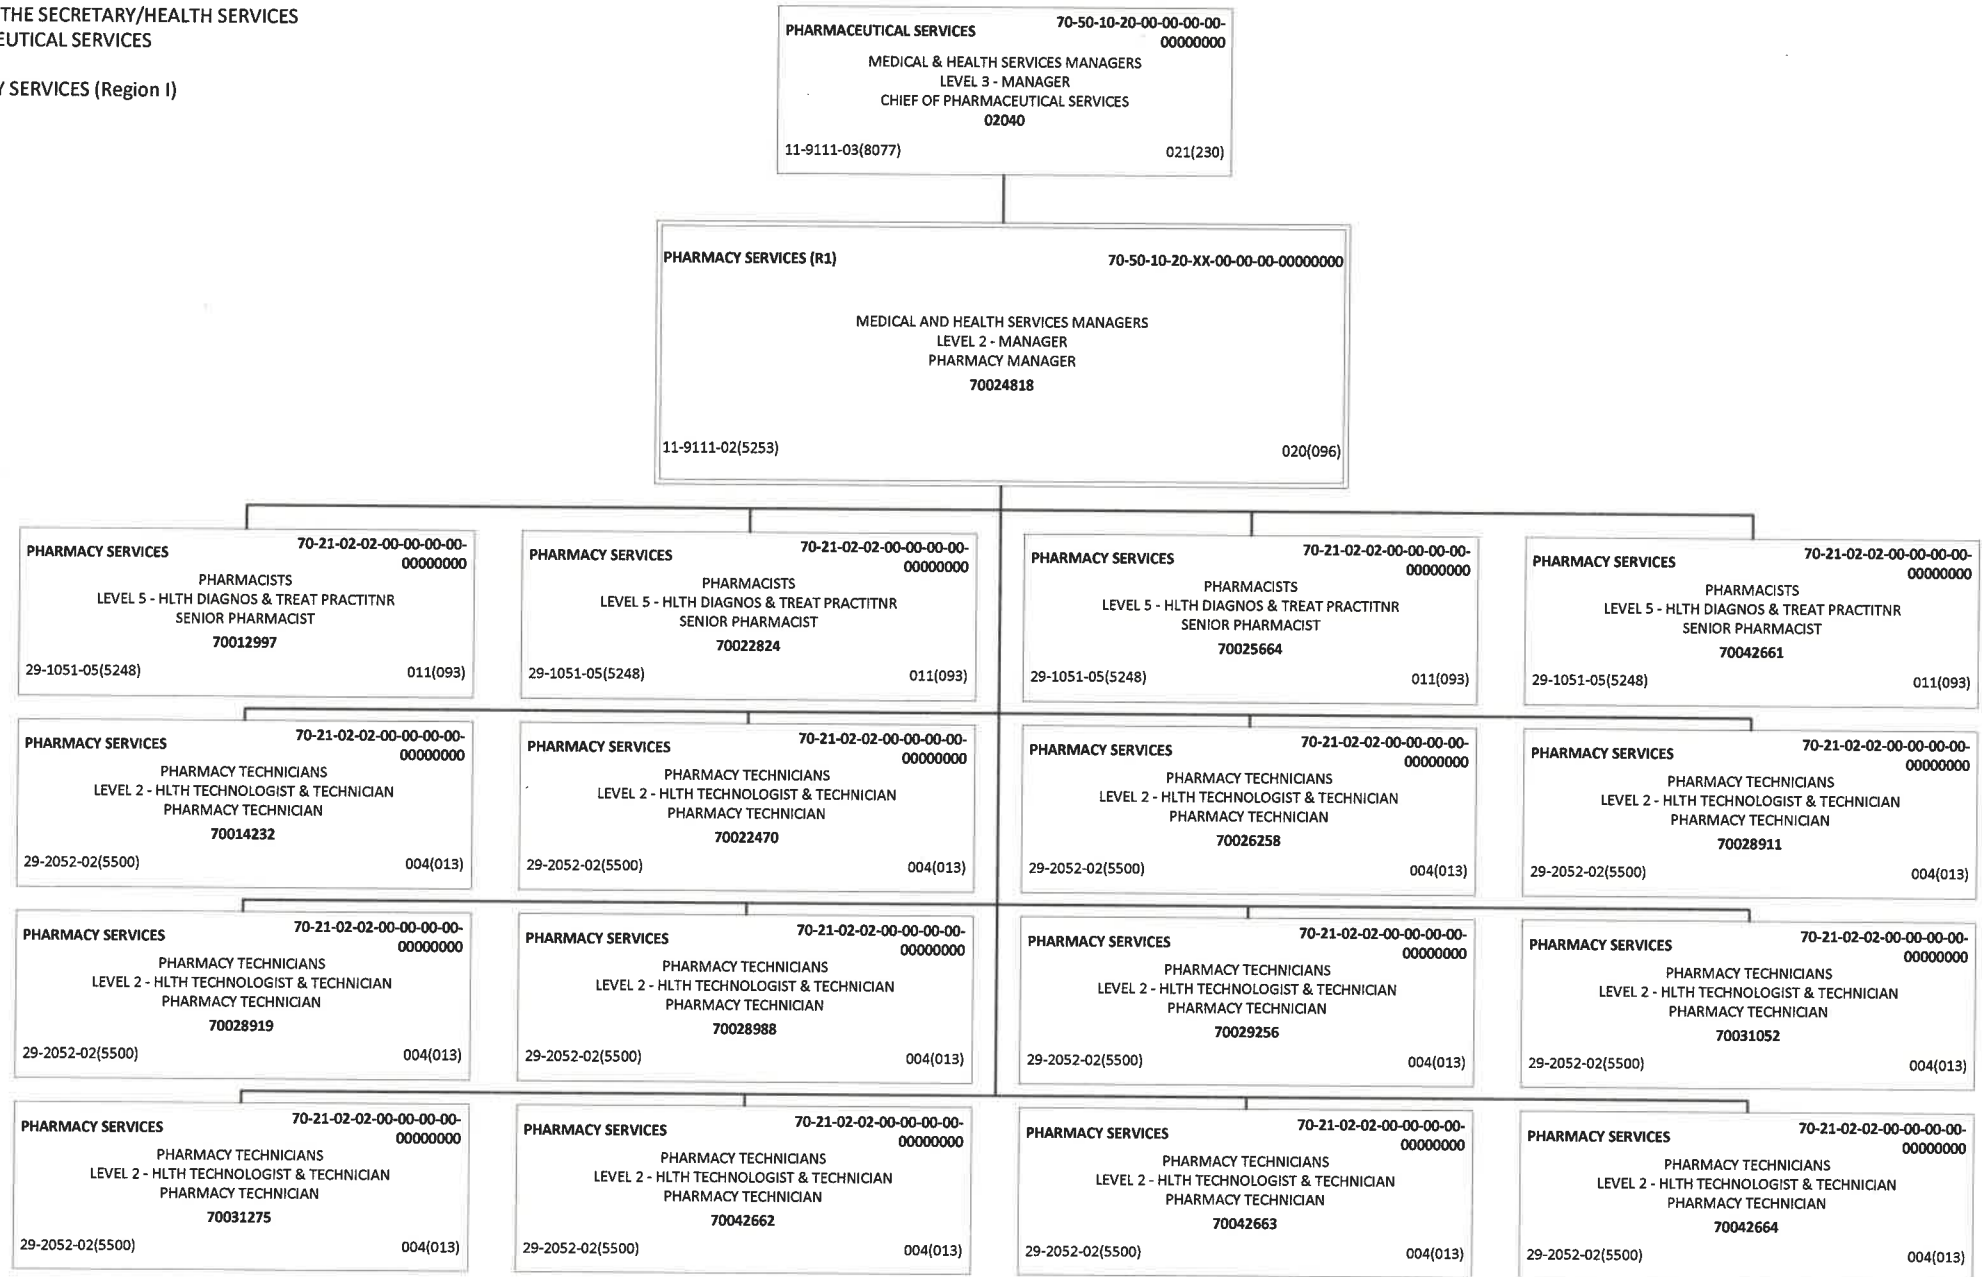 THE SECRETARY/HEALTH SERVICES
EUTICAL SERVICES
SERVICES (Region I)
PHARMACEUTICAL SERVICES 70-50-10-20-00-00-00-00-
00000000
MEDICAL & HEALTH SERVICES MANAGERS
LEVEL 3 - MANAGER
CHIEF OF PHARMACEUTICAL SERVICES
02040
11-9111-03(8077) 021(230)
PHARMACY SERVICES (R1) 70-50-10-20-XX-00-00-00-00000000
MEDICAL AND HEALTH SERVICES MANAGERS
LEVEL 2 - MANAGER
PHARMACY MANAGER
70024818
11-9111-02(5253) 020(096)
PHARMACY SERVICES 70-21-02-02-00-00-00-00-
00000000
PHARMACISTS
LEVEL 5 - HLTH DIAGNOS & TREAT PRACTITNR
SENIOR PHARMACIST
70012997
29-1051-05(5248) 011(093)
PHARMACY SERVICES 70-21-02-02-00-00-00-00-
00000000
PHARMACISTS
LEVEL 5 - HLTH DIAGNOS & TREAT PRACTITNR
SENIOR PHARMACIST
70022824
29-1051-05(5248) 011(093)
PHARMACY SERVICES 70-21-02-02-00-00-00-00-
00000000
PHARMACISTS
LEVEL 5 - HLTH DIAGNOS & TREAT PRACTITNR
SENIOR PHARMACIST
70025664
29-1051-05(5248) 011(093)
PHARMACY SERVICES 70-21-02-02-00-00-00-00-
00000000
PHARMACISTS
LEVEL 5 - HLTH DIAGNOS & TREAT PRACTITNR
SENIOR PHARMACIST
70042661
29-1051-05(5248) 011(093)
PHARMACY SERVICES 70-21-02-02-00-00-00-00-
00000000
PHARMACY TECHNICIANS
LEVEL 2 - HLTH TECHNOLOGIST & TECHNICIAN
PHARMACY TECHNICIAN
70014232
29-2052-02(5500) 004(013)
PHARMACY SERVICES 70-21-02-02-00-00-00-00-
00000000
PHARMACY TECHNICIANS
LEVEL 2 - HLTH TECHNOLOGIST & TECHNICIAN
PHARMACY TECHNICIAN
70022470
29-2052-02(5500) 004(013)
PHARMACY SERVICES 70-21-02-02-00-00-00-00-
00000000
PHARMACY TECHNICIANS
LEVEL 2 - HLTH TECHNOLOGIST & TECHNICIAN
PHARMACY TECHNICIAN
70026258
29-2052-02(5500) 004(013)
PHARMACY SERVICES 70-21-02-02-00-00-00-00-
00000000
PHARMACY TECHNICIANS
LEVEL 2 - HLTH TECHNOLOGIST & TECHNICIAN
PHARMACY TECHNICIAN
70028911
29-2052-02(5500) 004(013)
PHARMACY SERVICES 70-21-02-02-00-00-00-00-
00000000
PHARMACY TECHNICIANS
LEVEL 2 - HLTH TECHNOLOGIST & TECHNICIAN
PHARMACY TECHNICIAN
70028919
29-2052-02(5500) 004(013)
PHARMACY SERVICES 70-21-02-02-00-00-00-00-
00000000
PHARMACY TECHNICIANS
LEVEL 2 - HLTH TECHNOLOGIST & TECHNICIAN
PHARMACY TECHNICIAN
70028988
29-2052-02(5500) 004(013)
PHARMACY SERVICES 70-21-02-02-00-00-00-00-
00000000
PHARMACY TECHNICIANS
LEVEL 2 - HLTH TECHNOLOGIST & TECHNICIAN
PHARMACY TECHNICIAN
70029256
29-2052-02(5500) 004(013)
PHARMACY SERVICES 70-21-02-02-00-00-00-00-
00000000
PHARMACY TECHNICIANS
LEVEL 2 - HLTH TECHNOLOGIST & TECHNICIAN
PHARMACY TECHNICIAN
70031052
29-2052-02(5500) 004(013)
PHARMACY SERVICES 70-21-02-02-00-00-00-00-
00000000
PHARMACY TECHNICIANS
LEVEL 2 - HLTH TECHNOLOGIST & TECHNICIAN
PHARMACY TECHNICIAN
70031275
29-2052-02(5500) 004(013)
PHARMACY SERVICES 70-21-02-02-00-00-00-00-
00000000
PHARMACY TECHNICIANS
LEVEL 2 - HLTH TECHNOLOGIST & TECHNICIAN
PHARMACY TECHNICIAN
70042662
29-2052-02(5500) 004(013)
PHARMACY SERVICES 70-21-02-02-00-00-00-00-
00000000
PHARMACY TECHNICIANS
LEVEL 2 - HLTH TECHNOLOGIST & TECHNICIAN
PHARMACY TECHNICIAN
70042663
29-2052-02(5500) 004(013)
PHARMACY SERVICES 70-21-02-02-00-00-00-00-
00000000
PHARMACY TECHNICIANS
LEVEL 2 - HLTH TECHNOLOGIST & TECHNICIAN
PHARMACY TECHNICIAN
70042664
29-2052-02(5500) 004(013)